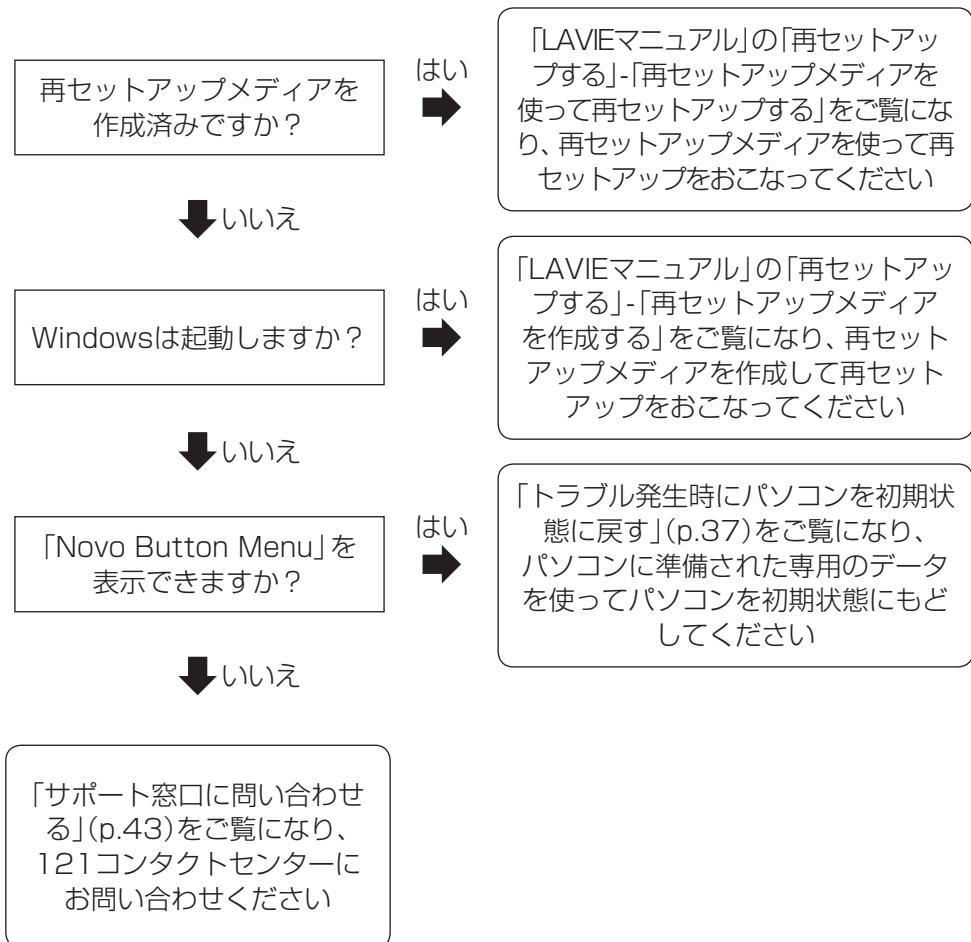 再セットアップメディアを
作成済みですか？
はい
「LAVIEマニュアル」の「再セットアッ
プする」-「再セットアップメディアを
使って再セットアップする」をご覧にな
り、再セットアップメディアを使って再
セットアップをおこなってください
いいえ
Windowsは起動しますか？
はい
「LAVIEマニュアル」の「再セットアッ
プする」-「再セットアップメディア
を作成する」をご覧になり、再セット
アップメディアを作成して再セット
アップをおこなってください
いいえ
「Novo Button Menu」を
表示できますか？
はい
「トラブル発生時にパソコンを初期状
態に戻す」(p.37)をご覧になり、
パソコンに準備された専用のデータ
を使ってパソコンを初期状態にもど
してください
いいえ
「サポート窓口に問い合わせ
る」(p.43)をご覧になり、
121コンタクトセンターに
お問い合わせください